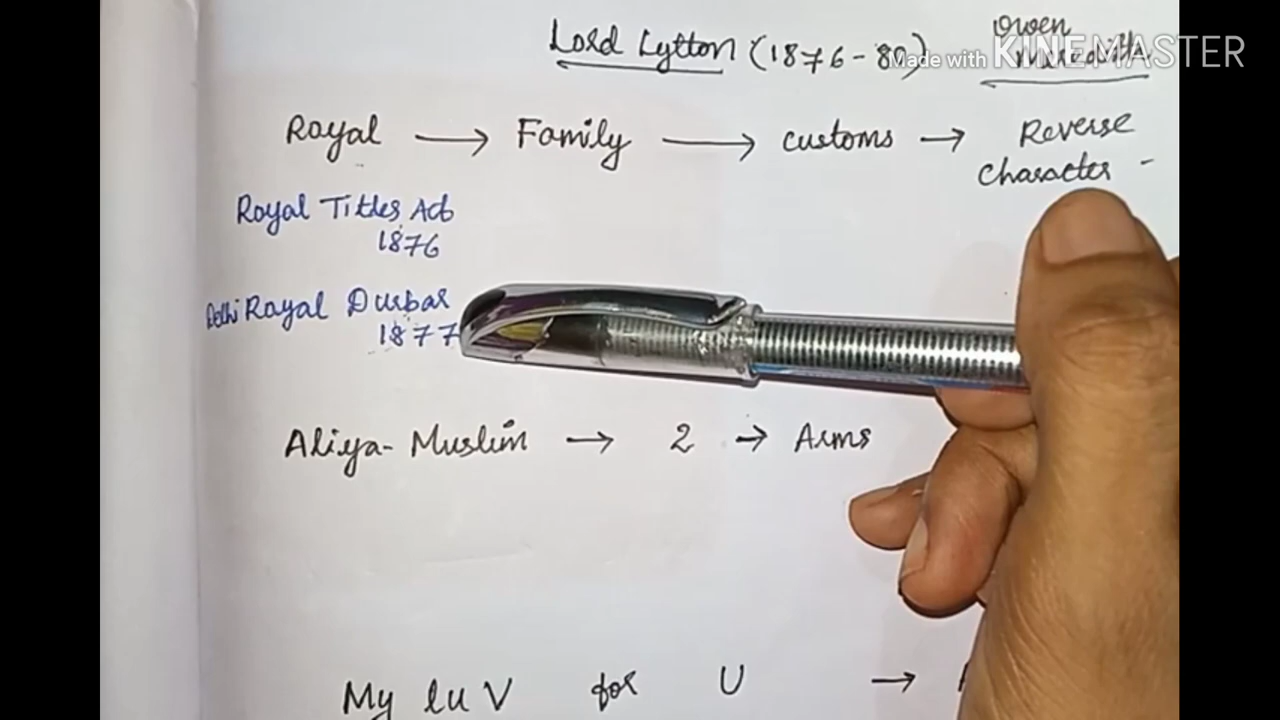 Lord Lytton (1876-80) Owen
Meredith
Made with KINEMASTER
Royal → Family → customs → Reverse
character -
Royal Titles Act
1876
Delhi Royal Durbar
1877
Aliya- Muslim → 2 → Arms
My luv for U →